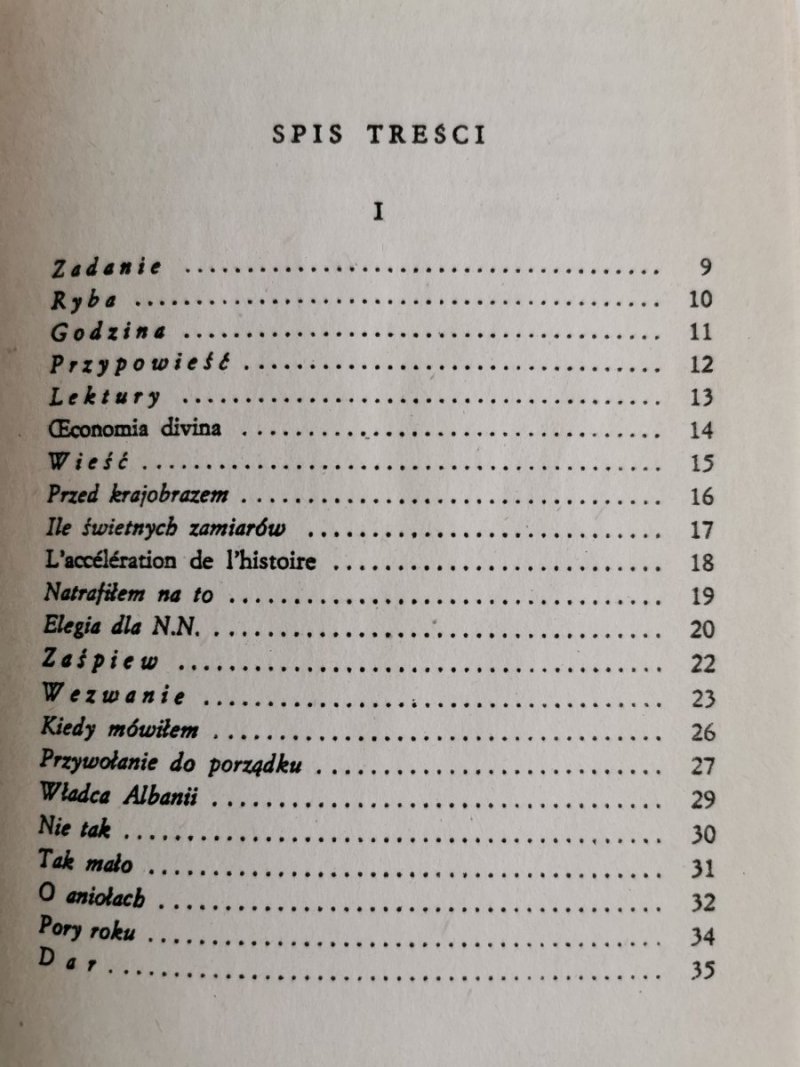 SPIS TREŚCI
I
Zadanie .......... 9
Ryba .......... 10
Godzina .......... 11
Przypowieść .......... 12
Lektury .......... 13
Œconomia divina .......... 14
Wieść .......... 15
Przed krajobrazem .......... 16
Ile świetnych zamiarów .......... 17
L'accélération de l'histoire .......... 18
Natrafiłem na to .......... 19
Elegia dla N.N. .......... 20
Zaśpiew .......... 22
Wezwanie .......... 23
Kiedy mówiłem .......... 26
Przywołanie do porządku .......... 27
Władca Albanii .......... 29
Nie tak .......... 30
Tak mało .......... 31
O aniołach .......... 32
Pory roku .......... 34
Dar .......... 35